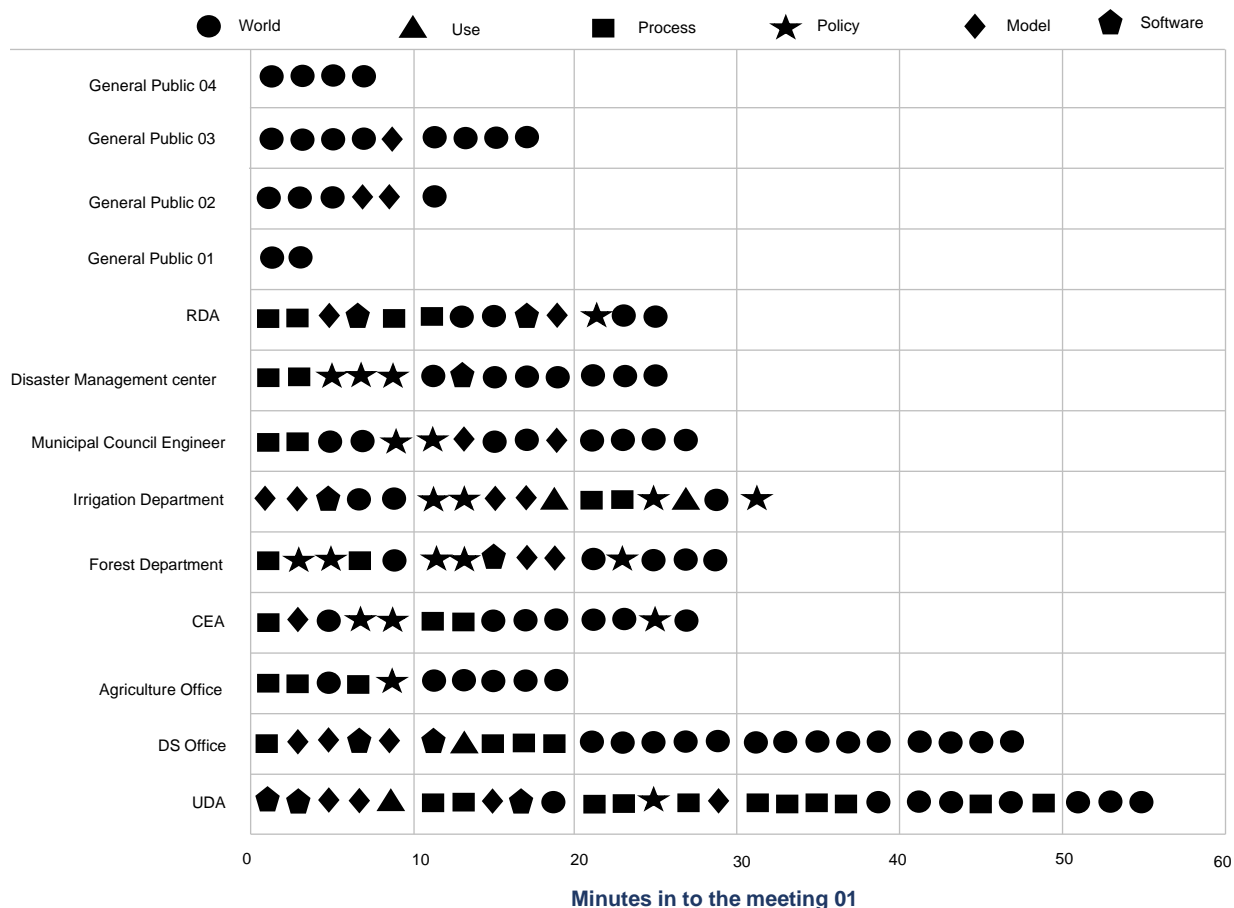 World Use Process Policy Model Software
General Public 04
General Public 03
General Public 02
General Public 01
RDA
Disaster Management center
Municipal Council Engineer
Irrigation Department
Forest Department
CEA
Agriculture Office
DS Office
UDA
0 10 20 30 40 50 60
Minutes in to the meeting 01